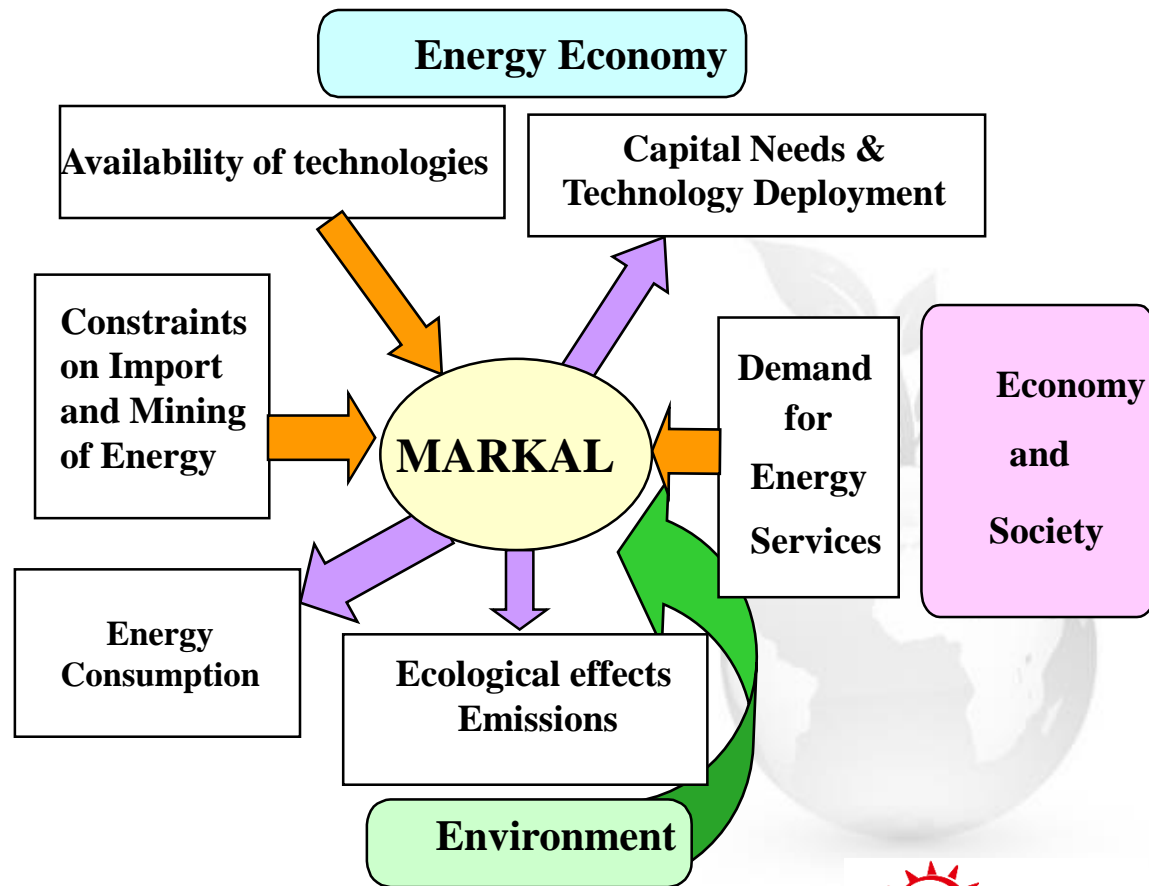 Energy Economy
Availability of technologies
Capital Needs &
Technology Deployment
Constraints
on Import
and Mining
of Energy
MARKAL
Demand
for
Energy
Services
Economy
and
Society
Energy
Consumption
Ecological effects
Emissions
Environment